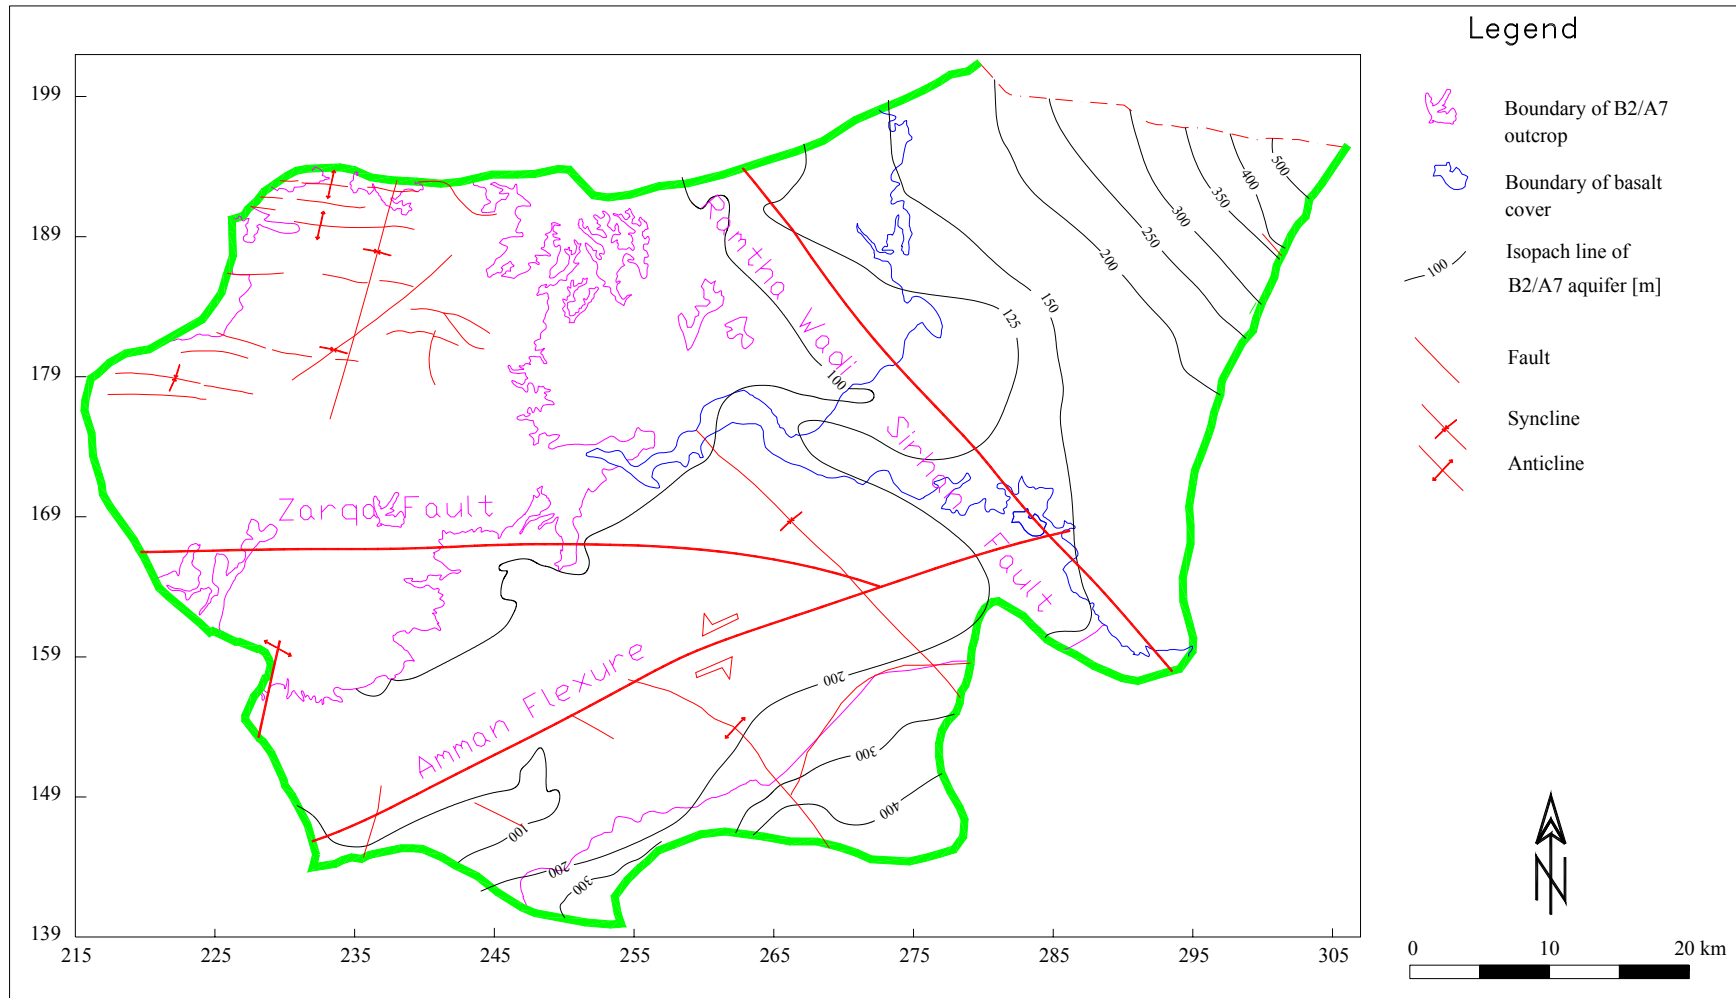 Legend
Boundary of B2/A7
outcrop
Boundary of basalt
cover
Isopach line of
100
B2/A7 aquifer [m]
Fault
Syncline
Anticline
0 10 20 km
N
199
189
179
169
159
149
139
215 225 235 245 255 265 275 285 295 305
Ramtha Wadi Sirhan Fault
Zarqa Fault
Amman Flexure
500
400
350
300
250
200
150
125
100
200
300
400
100
200
300